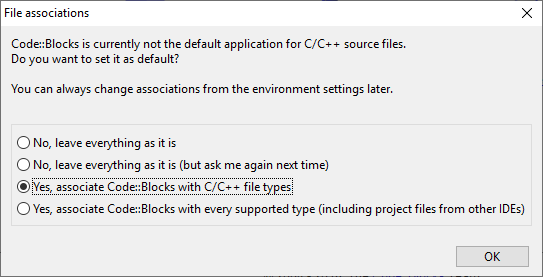 File associations
Code::Blocks is currently not the default application for C/C++ source files.
Do you want to set it as default?
You can always change associations from the environment settings later.
No, leave everything as it is
No, leave everything as it is (but ask me again next time)
Yes, associate Code::Blocks with C/C++ file types
Yes, associate Code::Blocks with every supported type (including project files from other IDEs)
OK